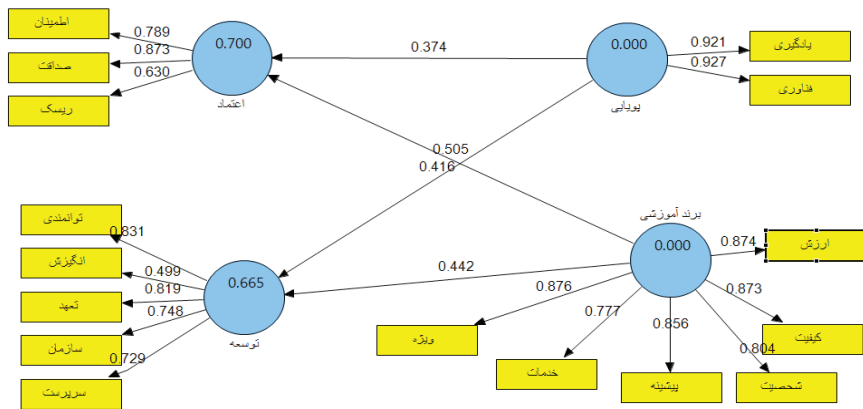 اطمینان
0.789
صداقت
0.873
ریسک
0.630
0.700
اعتماد
0.374
0.000
پویایی
0.921
یادگیری
0.927
فناوری
0.505
0.416
توانمندی
0.831
انگیزش
0.499
تعهد
0.819
سازمان
0.748
سرپرست
0.729
0.665
توسعه
0.442
برند آموزشی
0.000
0.874
ارزش
0.876
ویژه
0.777
خدمات
0.856
پیشینه
0.804
شخصیت
0.873
کیفیت